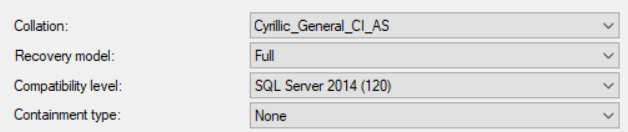 Collation: Cyrillic_General_CI_AS
Recovery model: Full
Compatibility level: SQL Server 2014 (120)
Containment type: None